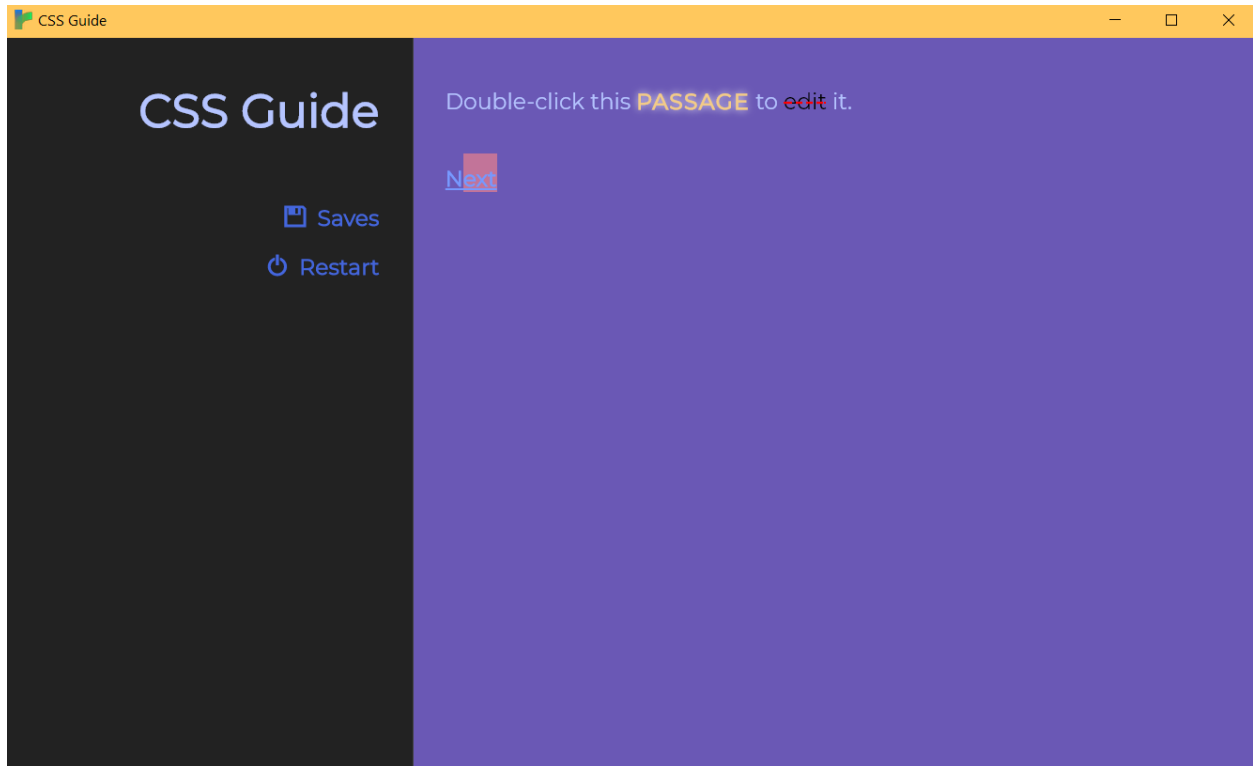 CSS Guide
CSS Guide
Saves
Restart
Double-click this PASSAGE to edit it.
Next